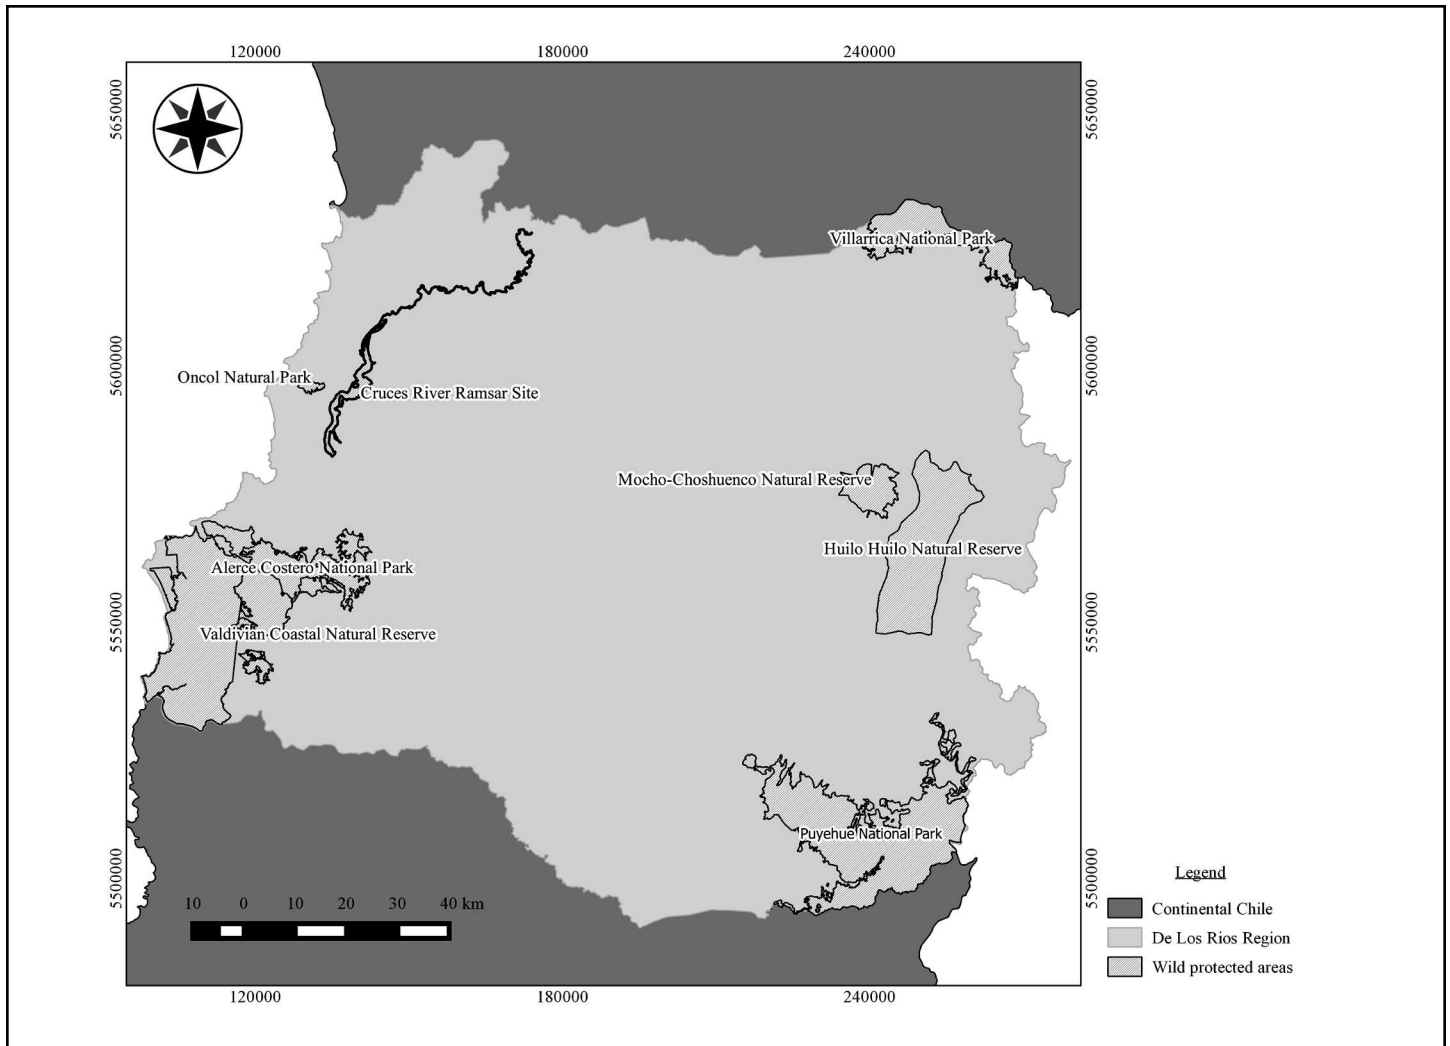 120000 180000 240000
5650000 5650000
Villarrica National Park
5600000 5600000
Oncol Natural Park
Cruces River Ramsar Site
Mocho-Choshuenco Natural Reserve
Huilo Huilo Natural Reserve
Alerce Costero National Park
5550000 5550000
Valdivian Coastal Natural Reserve
Puyehue National Park
5500000 5500000
10 0 10 20 30 40 km
120000 180000 240000
Legend
Continental Chile
De Los Rios Region
Wild protected areas